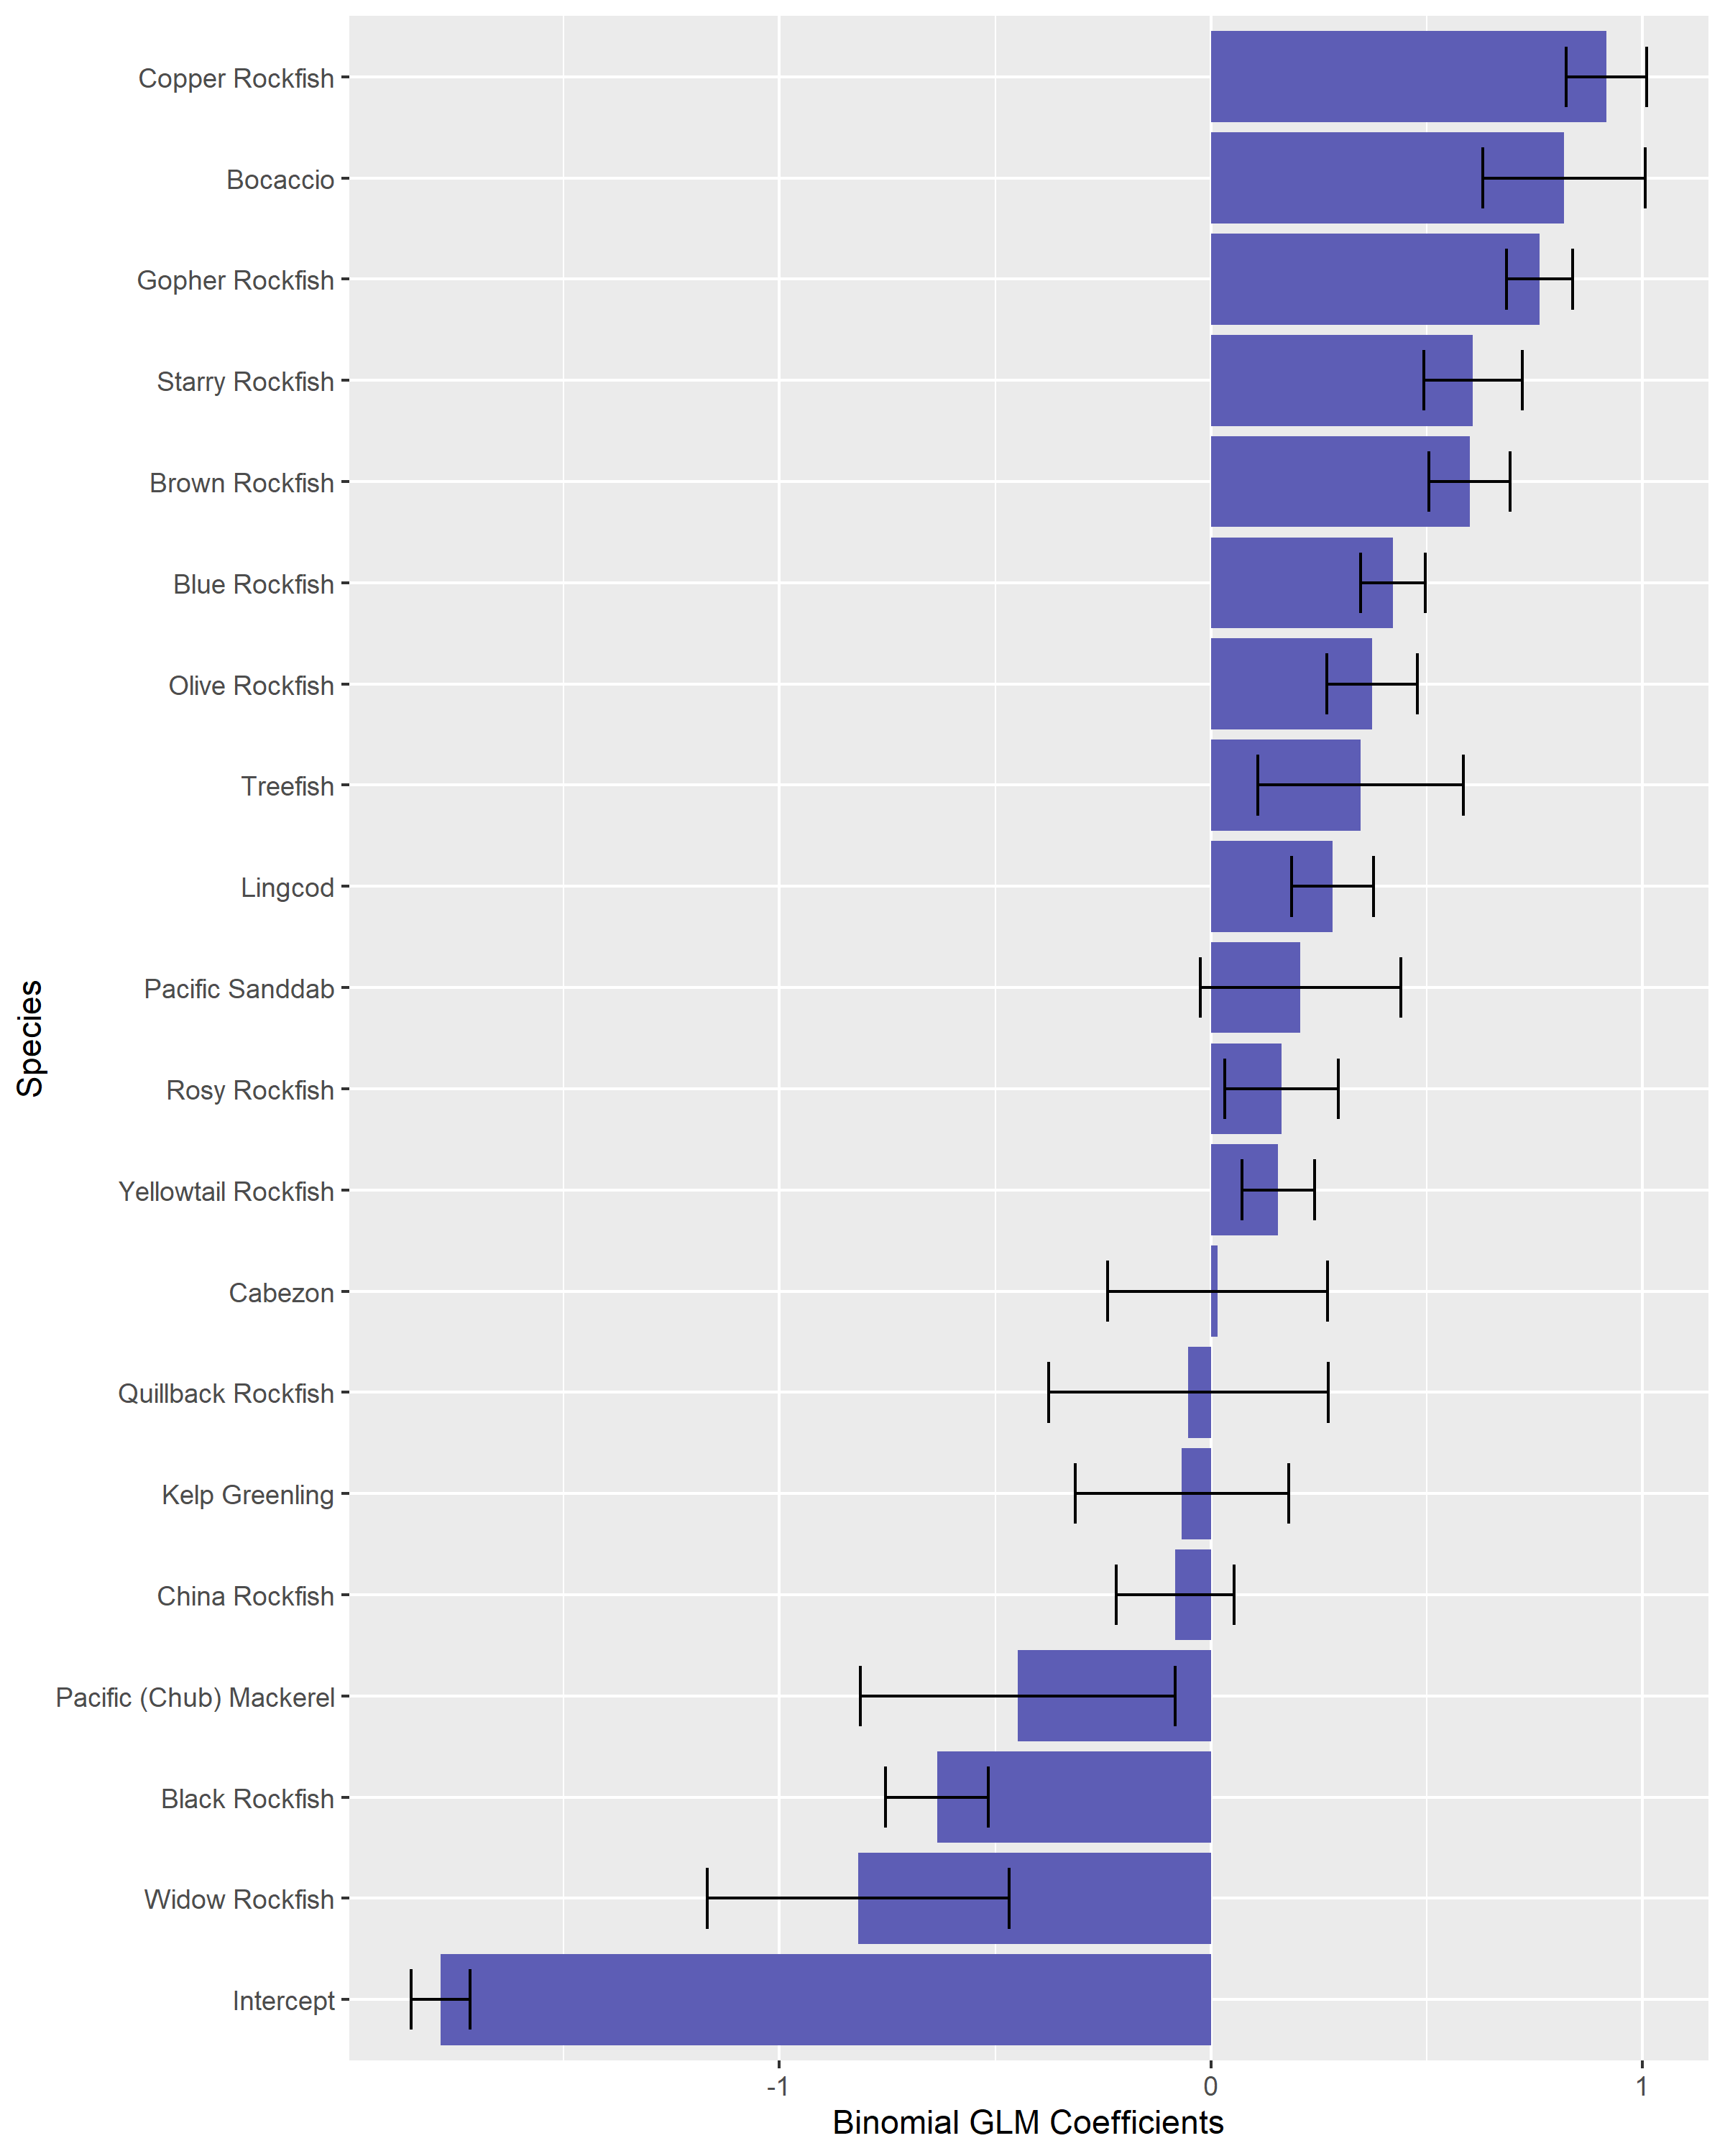 Copper Rockfish
Bocaccio
Gopher Rockfish
Starry Rockfish
Brown Rockfish
Blue Rockfish
Olive Rockfish
Treefish
Lingcod
Pacific Sanddab
Rosy Rockfish
Yellowtail Rockfish
Cabezon
Quillback Rockfish
Kelp Greenling
China Rockfish
Pacific (Chub) Mackerel
Black Rockfish
Widow Rockfish
Intercept
Species
-1 0 1
Binomial GLM Coefficients